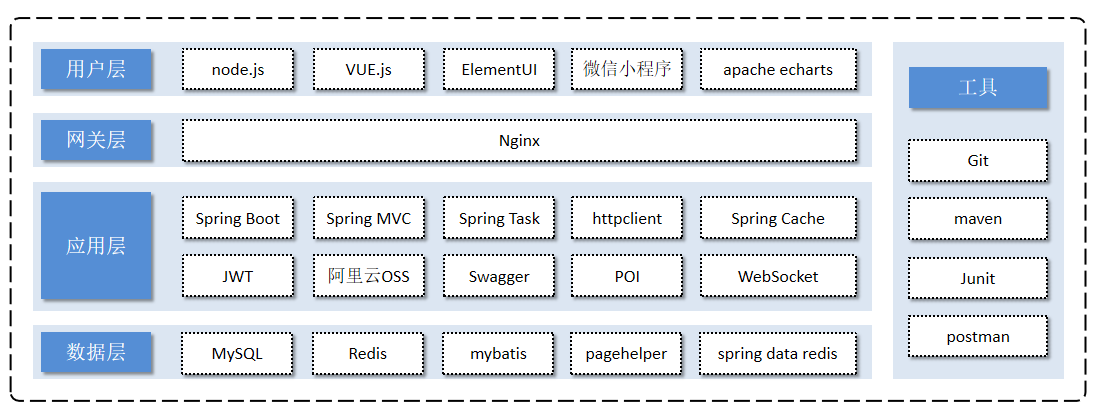 用户层
node.js
VUE.js
ElementUI
微信小程序
apache echarts
网关层
Nginx
应用层
Spring Boot
Spring MVC
Spring Task
httpclient
Spring Cache
JWT
阿里云OSS
Swagger
POI
WebSocket
数据层
MySQL
Redis
mybatis
pagehelper
spring data redis
工具
Git
maven
Junit
postman